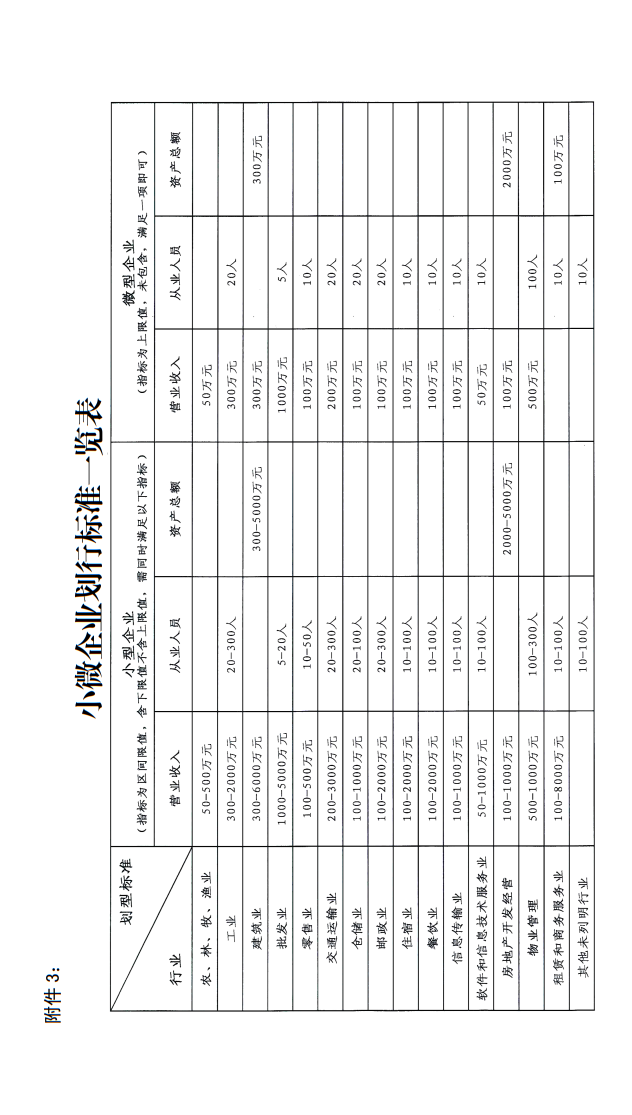 附件 3：
小微企业划行标准一览表
划型标准
行业
小型企业
（指标为区间限值，含下限值不含上限值，需同时满足以下指标）
微型企业
（指标为上限值，未包含，满足一项即可）
营业收入 从业人员 资产总额 营业收入 从业人员 资产总额
农、林、牧、渔业 50-500万元 50万元
工业 300-2000万元 20-300人 300万元 20人
建筑业 300-6000万元 300-5000万元 300万元 300万元
批发业 1000-5000万元 5-20人 1000万元 5人
零售业 100-500万元 10-50人 100万元 10人
交通运输业 200-3000万元 20-300人 200万元 20人
仓储业 100-1000万元 20-100人 100万元 20人
邮政业 100-2000万元 20-300人 100万元 20人
住宿业 100-2000万元 10-100人 100万元 10人
餐饮业 100-2000万元 10-100人 100万元 10人
信息传输业 100-1000万元 10-100人 100万元 10人
软件和信息技术服务业 50-1000万元 10-100人 50万元 10人
房地产开发经营 100-1000万元 2000-5000万元 100万元 2000万元
物业管理 500-1000万元 100-300人 500万元 100人
租赁和商务服务业 100-8000万元 10-100人 10人 100万元
其他未列明行业 10-100人 10人